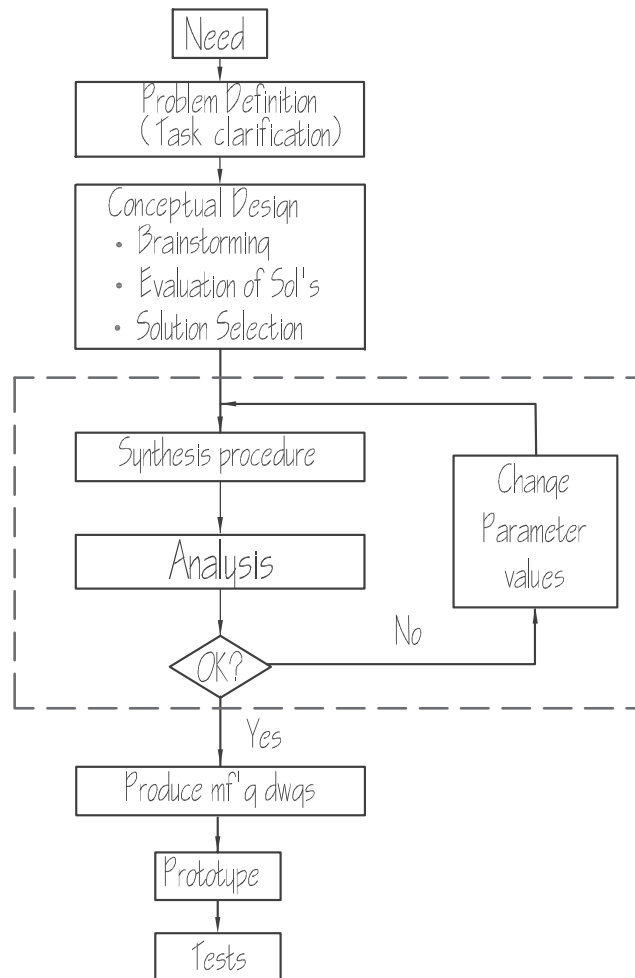 Need
Problem Definition
(Task clarification)
Conceptual Design
• Brainstorming
• Evaluation of Sol's
• Solution Selection
Synthesis procedure
Change
Parameter
values
Analysis
No
OK?
Yes
Produce mf'g dwgs
Prototype
Tests